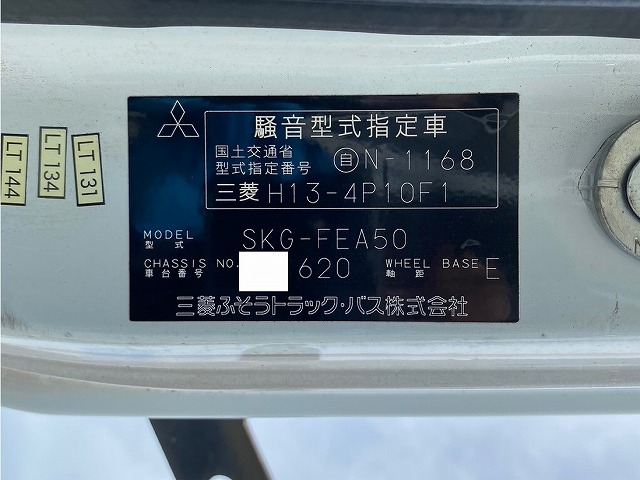 騒音型式指定車
国土交通省
型式指定番号 自 N-1168
三菱 H13-4P10F1
MODEL
型式 SKG-FEA50
CHASSIS NO. 620 WHEEL BASE E
車台番号 軸距
三菱ふそうトラック・バス株式会社
LT 144
LT 134
LT 131